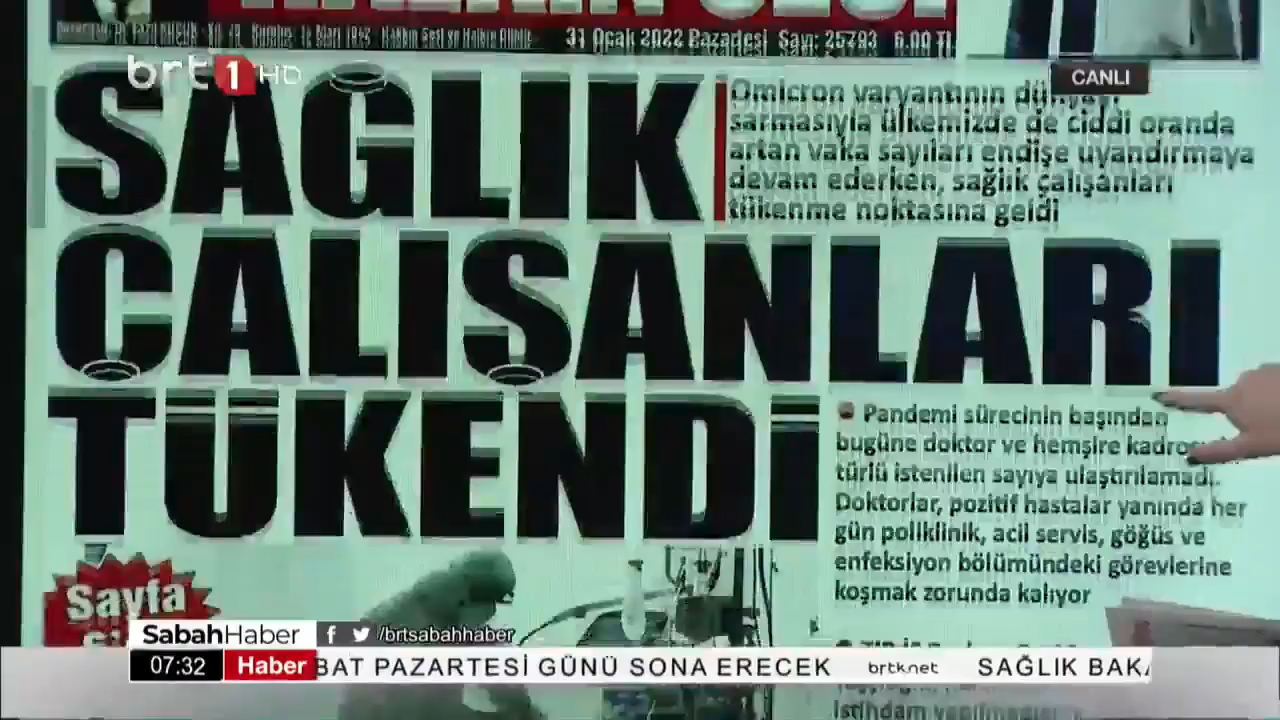 HALKIN SESİ
31 Ocak 2022 Pazartesi Sayı: 25793 6.00 TL
brt 1 HD
CANLI
SAĞLIK
ÇALIŞANLARI
TÜKENDİ
Omicron varyantının dünyayı
sarmasıyla ülkemizde de ciddi oranda
artan vaka sayıları endişe uyandırmaya
devam ederken, sağlık çalışanları
tükenme noktasına geldi
Pandemi sürecinin başından
bugüne doktor ve hemşire kadrosu
türlü istenilen sayıya ulaştırılamadı.
Doktorlar, pozitif hastalar yanında her
gün poliklinik, acil servis, göğüs ve
enfeksiyon bölümündeki görevlerine
koşmak zorunda kalıyor
Sayfa
SabahHaber /brtsabahhaber
07:32 Haber BAT PAZARTESİ GÜNÜ SONA ERECEK brtk.net SAĞLIK BAKA